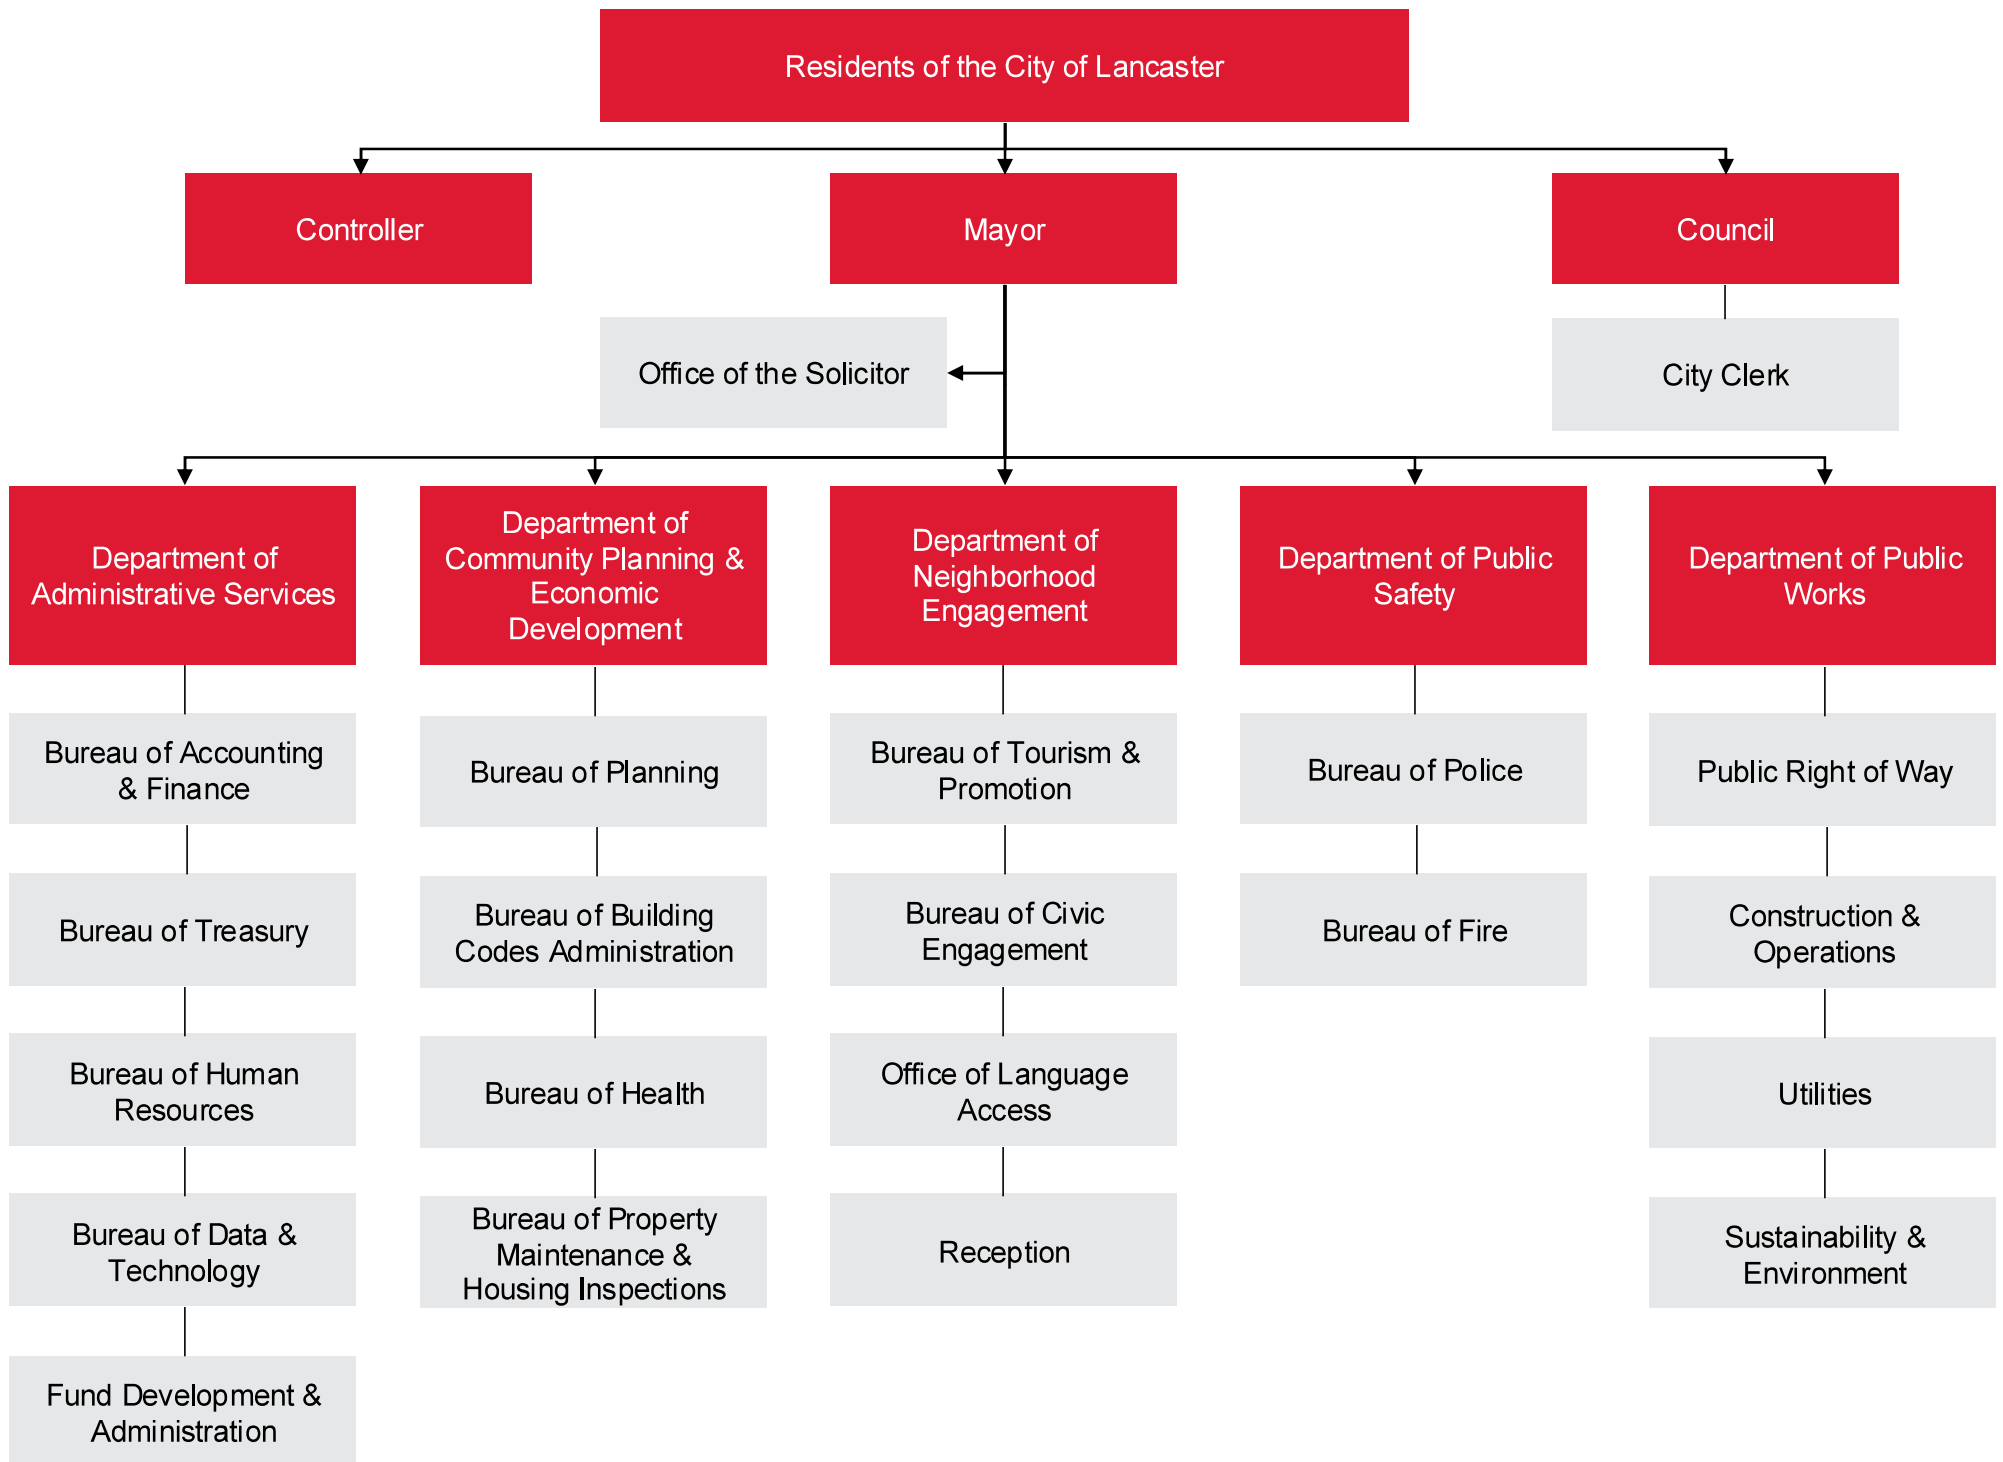 Residents of the City of Lancaster
Controller
Mayor
Council
Office of the Solicitor
City Clerk
Department of
Administrative Services
Department of
Community Planning &
Economic
Development
Department of
Neighborhood
Engagement
Department of Public
Safety
Department of Public
Works
Bureau of Accounting
& Finance
Bureau of Treasury
Bureau of Human
Resources
Bureau of Data &
Technology
Fund Development &
Administration
Bureau of Planning
Bureau of Building
Codes Administration
Bureau of Health
Bureau of Property
Maintenance &
Housing Inspections
Bureau of Tourism &
Promotion
Bureau of Civic
Engagement
Office of Language
Access
Reception
Bureau of Police
Bureau of Fire
Public Right of Way
Construction &
Operations
Utilities
Sustainability &
Environment